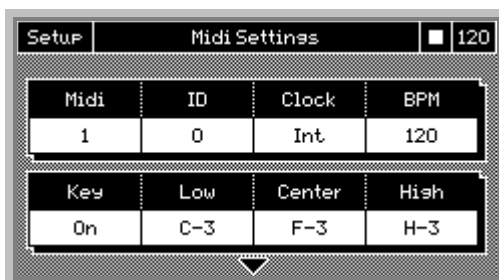 Setup Midi Settings 120
Midi ID Clock BPM
1 0 Int 120
Key Low Center High
On C-3 F-3 H-3